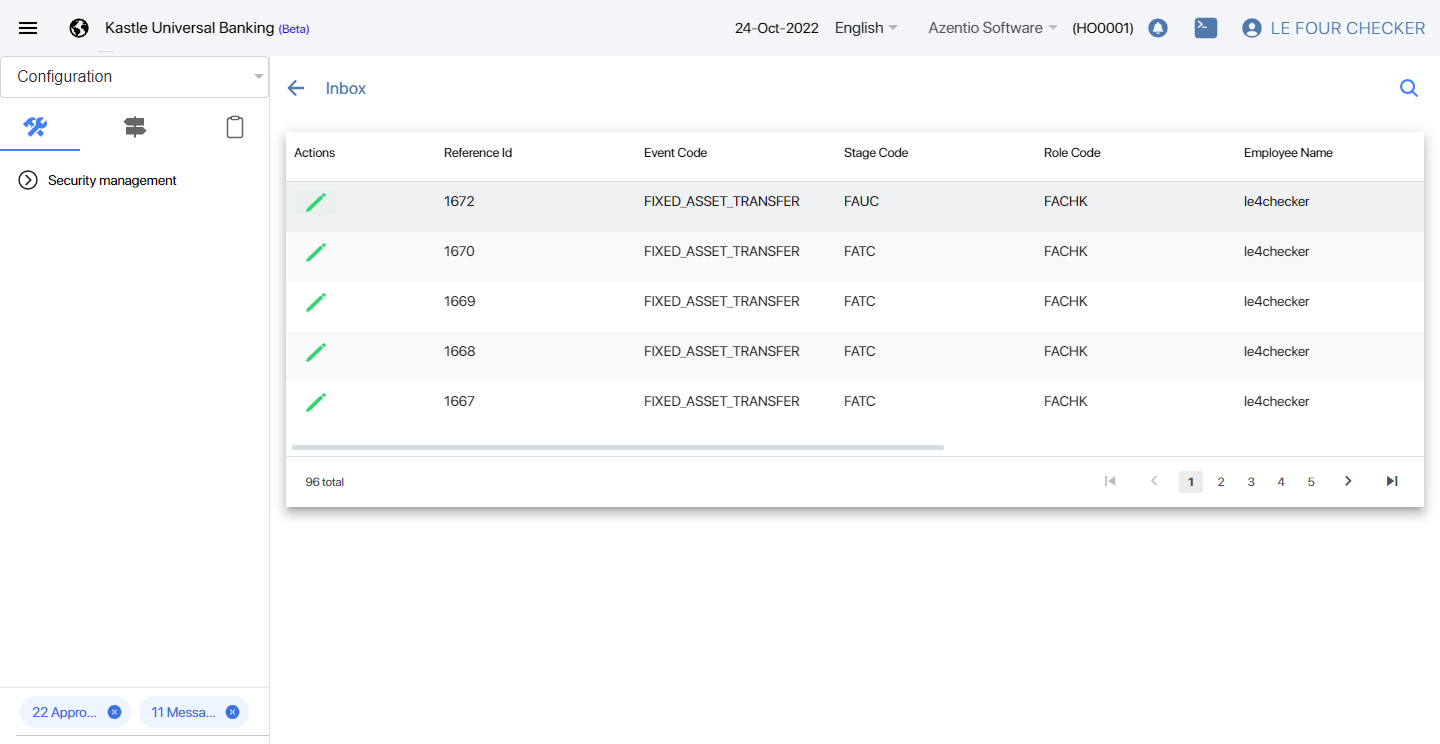 Kastle Universal Banking (Beta) 24-Oct-2022 English Azentio Software (HO0001) LE FOUR CHECKER
Configuration
Inbox
Security management
Actions Reference Id Event Code Stage Code Role Code Employee Name
1672 FIXED_ASSET_TRANSFER FAUC FACHK le4checker
1670 FIXED_ASSET_TRANSFER FATC FACHK le4checker
1669 FIXED_ASSET_TRANSFER FATC FACHK le4checker
1668 FIXED_ASSET_TRANSFER FATC FACHK le4checker
1667 FIXED_ASSET_TRANSFER FATC FACHK le4checker
96 total 1 2 3 4 5
22 Appro... 11 Messa...